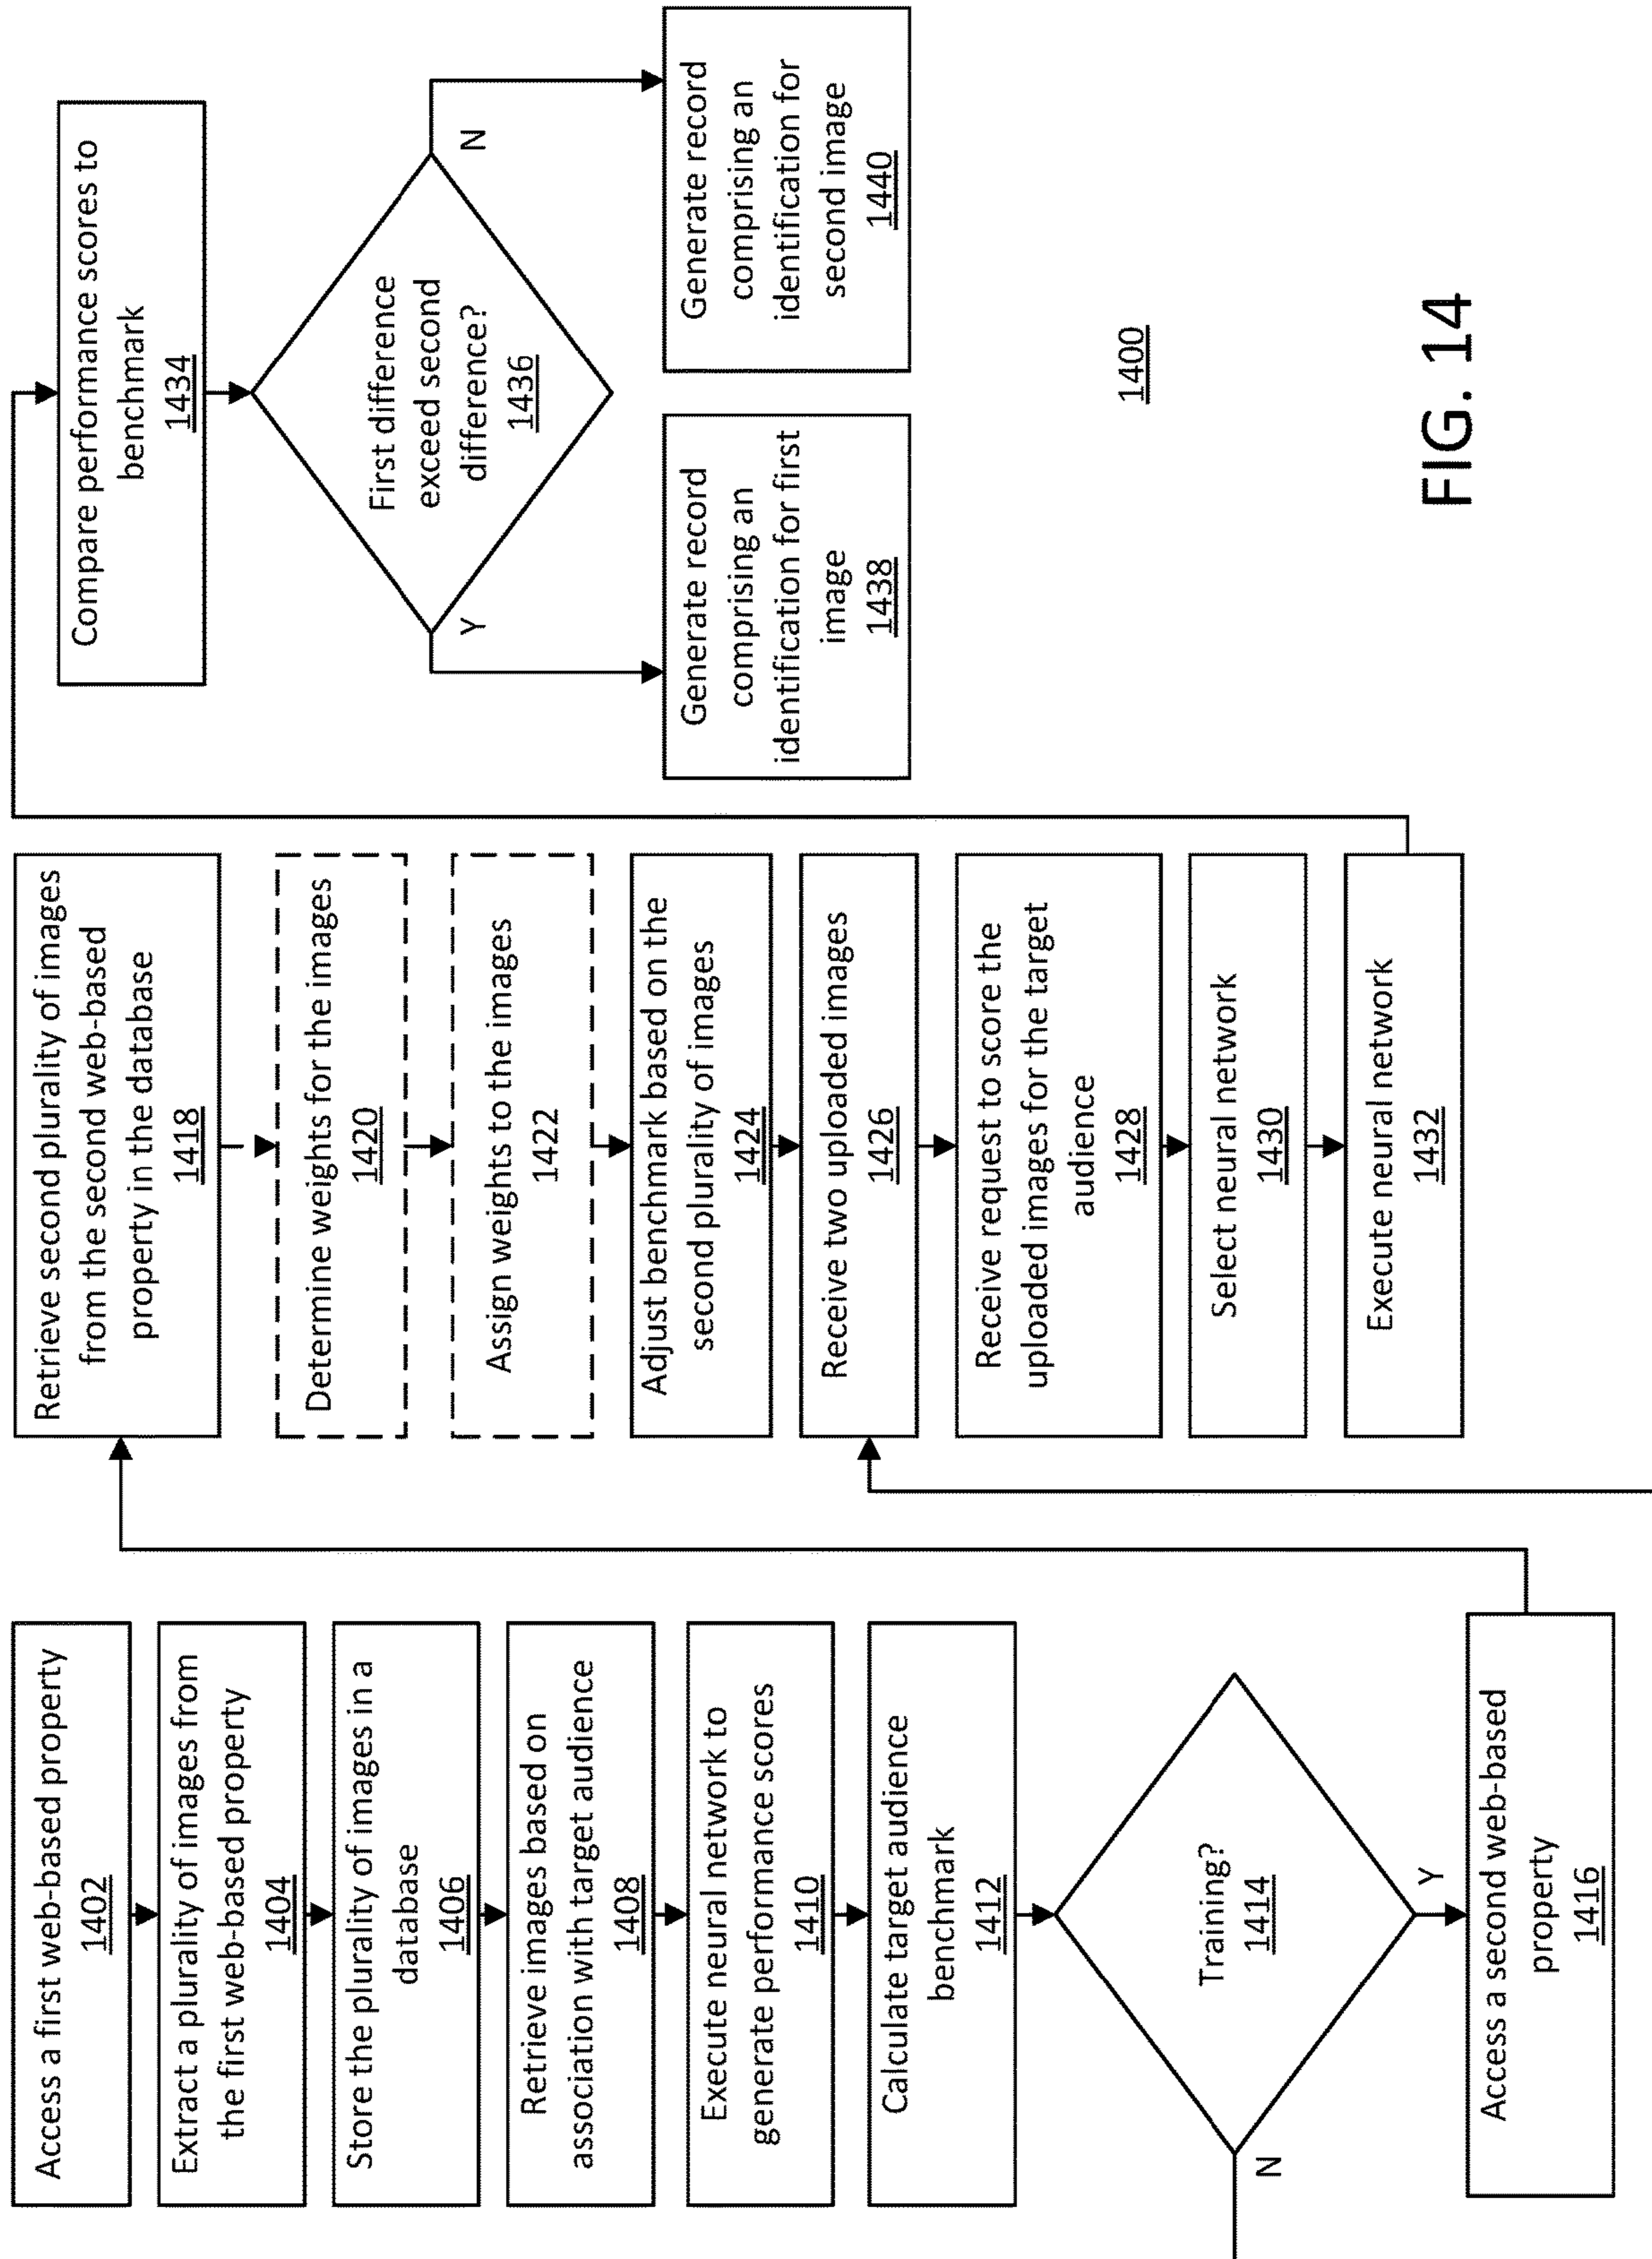 Access a first web-based property
1402
Extract a plurality of images from
the first web-based property
1404
Store the plurality of images in a
database
1406
Retrieve images based on
association with target audience
1408
Execute neural network to
generate performance scores
1410
Calculate target audience
benchmark
1412
Training?
1414
N
Y
Access a second web-based
property
1416
Retrieve second plurality of images
from the second web-based
property in the database
1418
Determine weights for the images
1420
Assign weights to the images
1422
Adjust benchmark based on the
second plurality of images
1424
Receive two uploaded images
1426
Receive request to score the
uploaded images for the target
audience
1428
Select neural network
1430
Execute neural network
1432
Compare performance scores to
benchmark
1434
First difference
exceed second
difference?
1436
Y
N
Generate record
comprising an
identification for first
image
1438
Generate record
comprising an
identification for
second image
1440
1400
FIG. 14